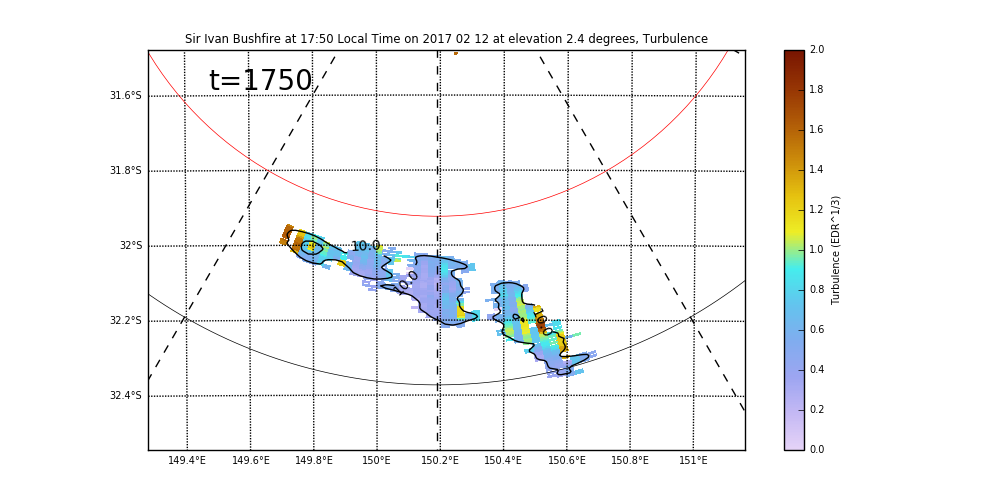 Sir Ivan Bushfire at 17:50 Local Time on 2017 02 12 at elevation 2.4 degrees, Turbulence
t=1750
31.6°S
31.8°S
32°S
32.2°S
32.4°S
10.0
149.4°E 149.6°E 149.8°E 150°E 150.2°E 150.4°E 150.6°E 150.8°E 151°E
2.0
1.8
1.6
1.4
1.2
1.0
0.8
0.6
0.4
0.2
0.0
Turbulence (EDR^1/3)